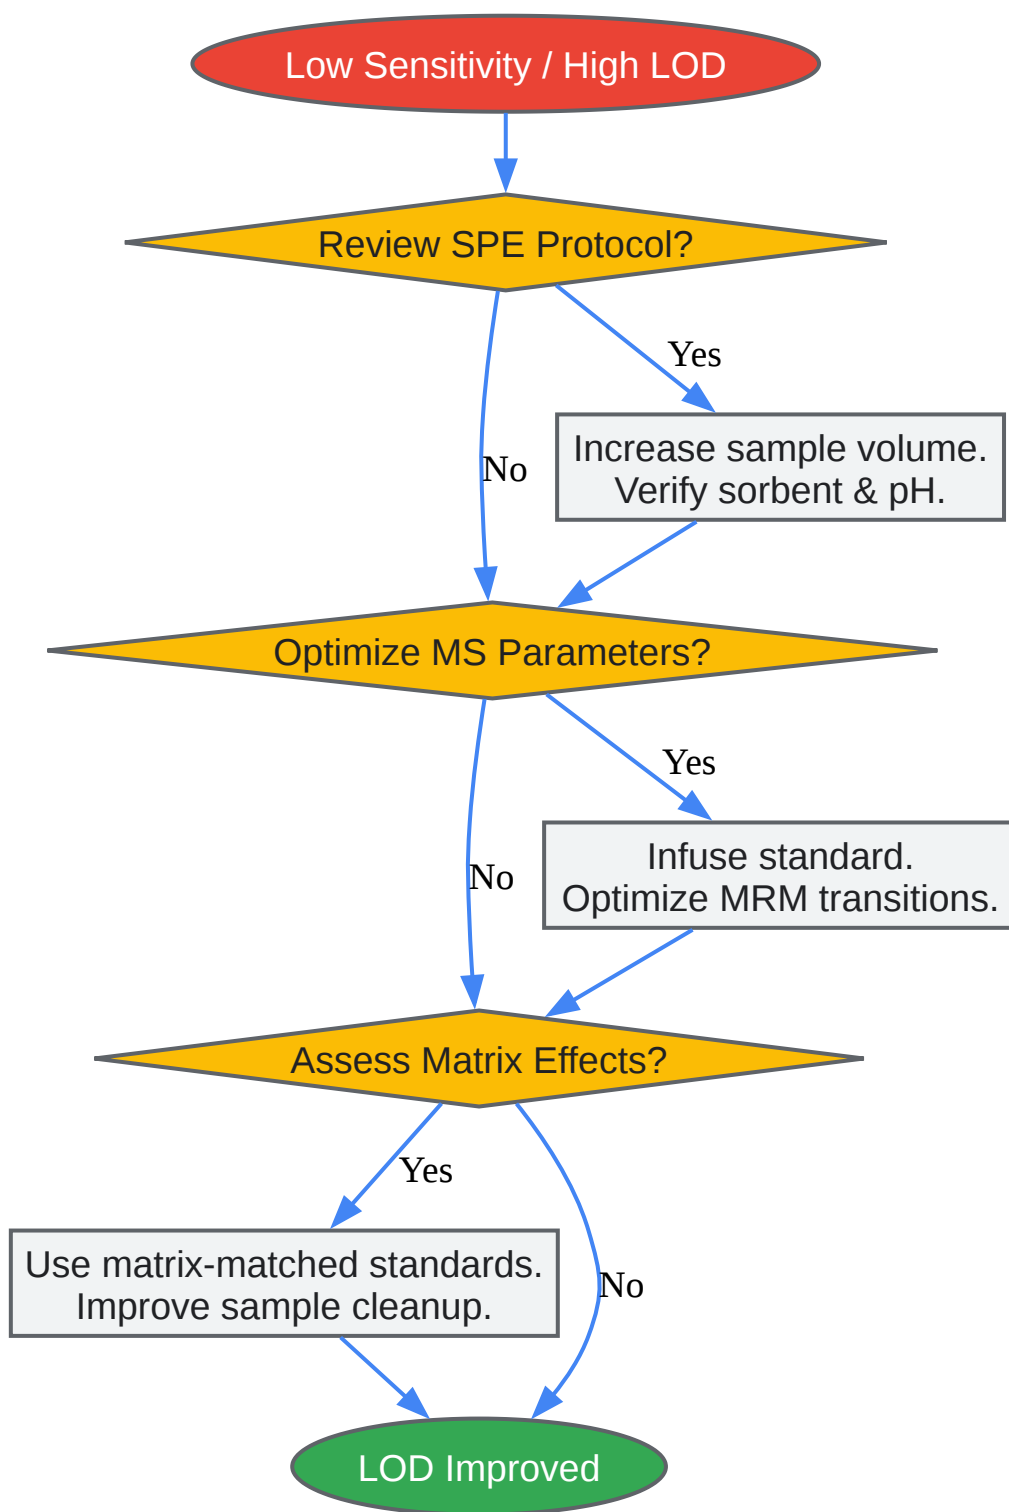 Low Sensitivity / High LOD
Review SPE Protocol?
Yes
Increase sample volume.
Verify sorbent & pH.
No
Optimize MS Parameters?
Yes
Infuse standard.
Optimize MRM transitions.
No
Assess Matrix Effects?
Yes
Use matrix-matched standards.
Improve sample cleanup.
No
LOD Improved